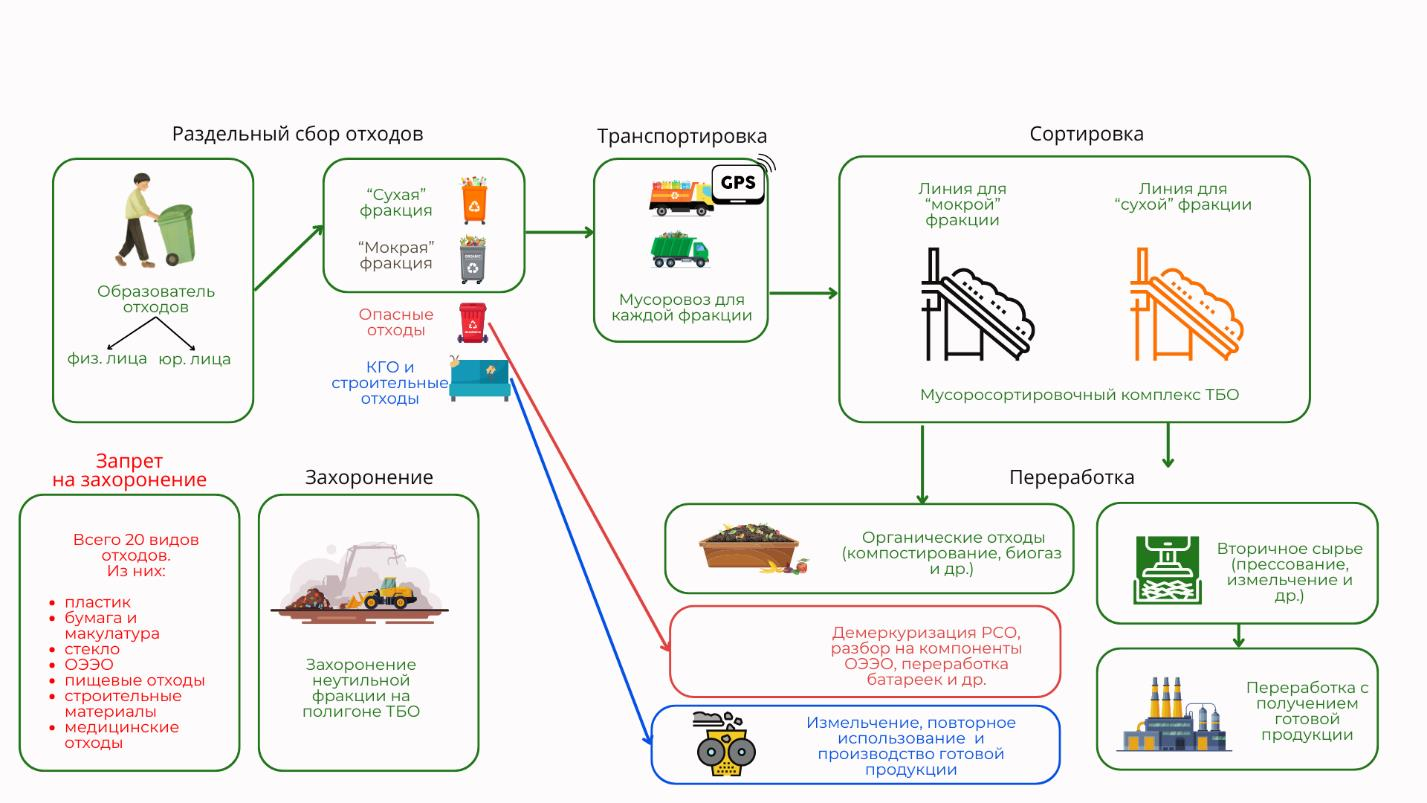 Раздельный сбор отходов
Образователь
отходов
физ. лица
юр. лица
“Сухая”
фракция
“Мокрая”
фракция
ORGANIC
Опасные
отходы
КГО и
строительные
отходы
Транспортировка
GPS
Мусоровоз для
каждой фракции
Сортировка
Линия для
“мокрой”
фракции
Линия для
“сухой” фракции
Мусоросортировочный комплекс ТБО
Запрет
на захоронение
Всего 20 видов
отходов.
Из них:
• пластик
• бумага и
макулатура
• стекло
• ОЭЭО
• пищевые отходы
• строительные
материалы
• медицинские
отходы
Захоронение
Захоронение
неутильной
фракции на
полигоне ТБО
Переработка
Органические отходы
(компостирование, биогаз
и др.)
Демеркуризация РСО,
разбор на компоненты
ОЭЭО, переработка
батареек и др.
Измельчение, повторное
использование и
производство готовой
продукции
Вторичное сырье
(прессование,
измельчение и
др.)
Переработка с
получением
готовой
продукции